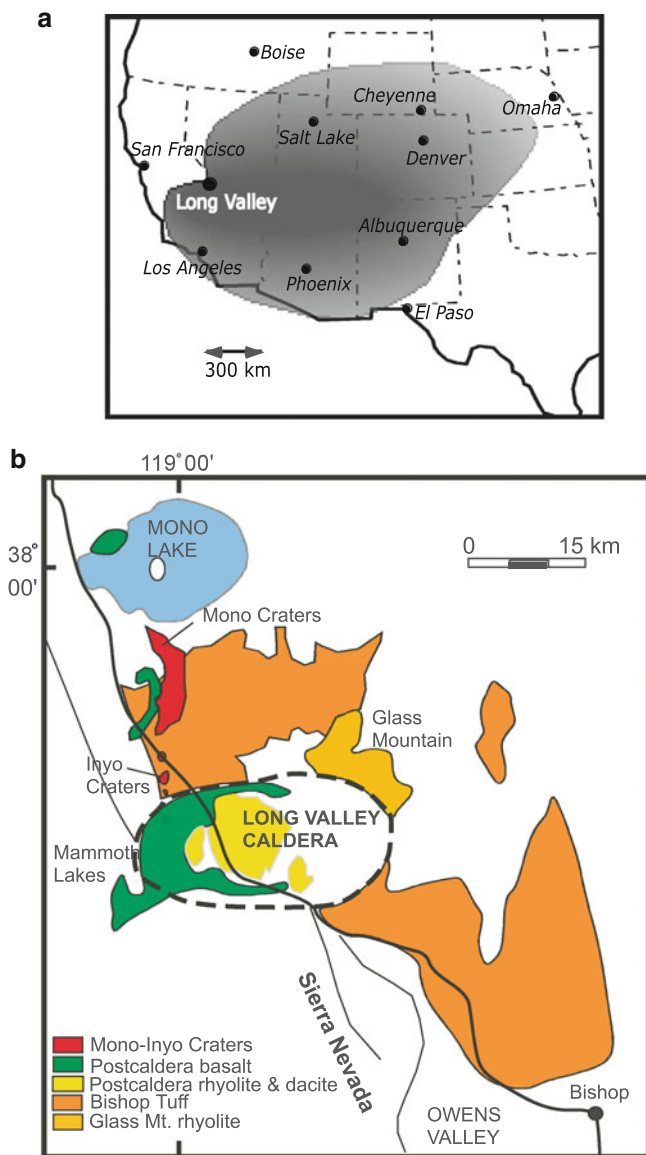 a
Boise
Cheyenne
Omaha
Salt Lake
San Francisco
Denver
Long Valley
Albuquerque
Los Angeles
Phoenix
El Paso
300 km
b
119°00'
MONO
LAKE
0 15 km
38°
00'
Mono Craters
Glass
Mountain
Inyo
Craters
LONG VALLEY
CALDERA
Mammoth
Lakes
Sierra Nevada
Mono-Inyo Craters
Postcaldera basalt
Postcaldera rhyolite & dacite
Bishop Tuff
Glass Mt. rhyolite
Bishop
OWENS
VALLEY